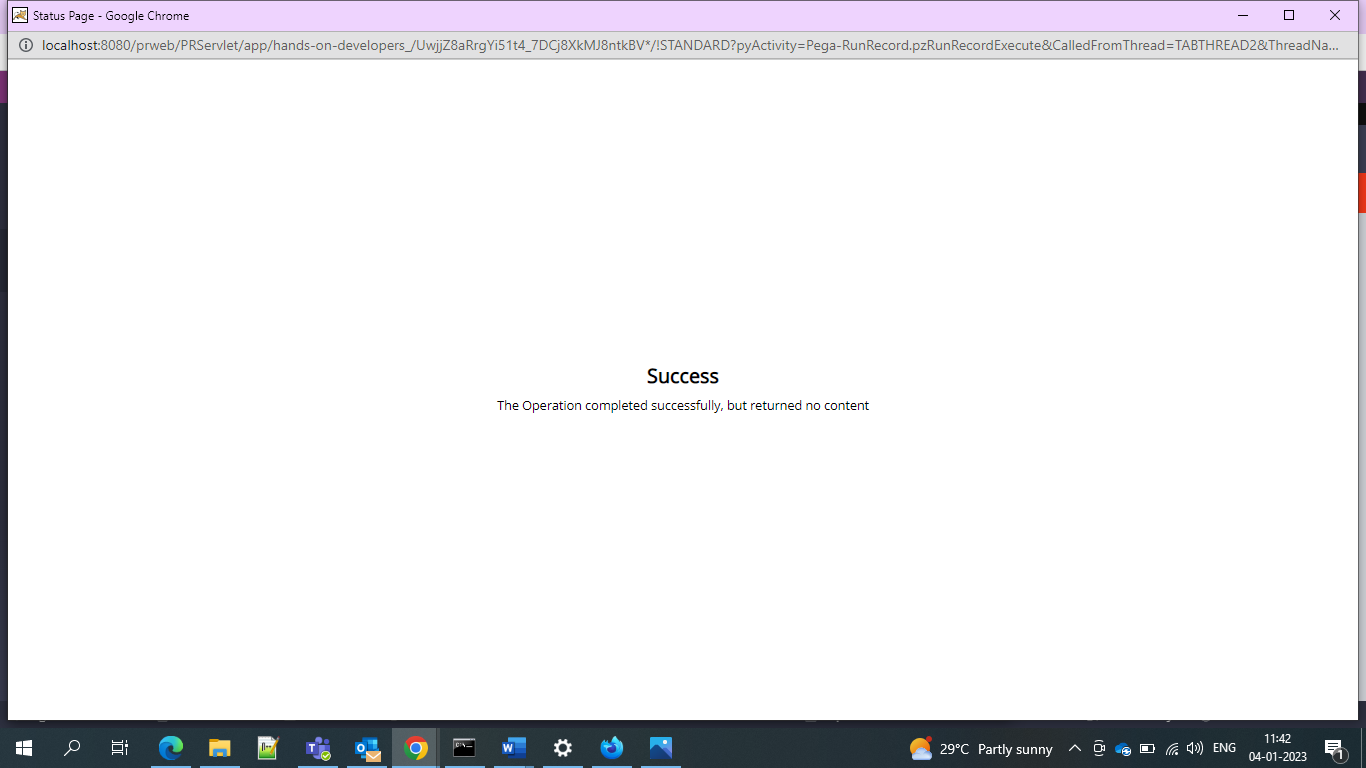 Status Page - Google Chrome
localhost:8080/prweb/PRServlet/app/hands-on-developers_/UwjjZ8aRrgYi51t4_7DCj8XkMJ8ntkBV*/!STANDARD?pyActivity=Pega-RunRecord.pzRunRecordExecute&CalledFromThread=TABTHREAD2&ThreadNa...
Success
The Operation completed successfully, but returned no content
29°C Partly sunny
ENG
11:42
04-01-2023
1